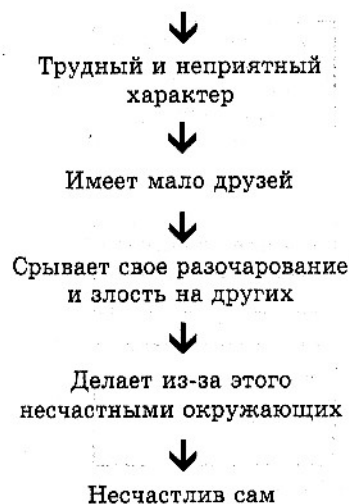 Трудный и неприятный
характер
Имеет мало друзей
Срывает свое разочарование
и злость на других
Делает из-за этого
несчастными окружающих
Несчастлив сам